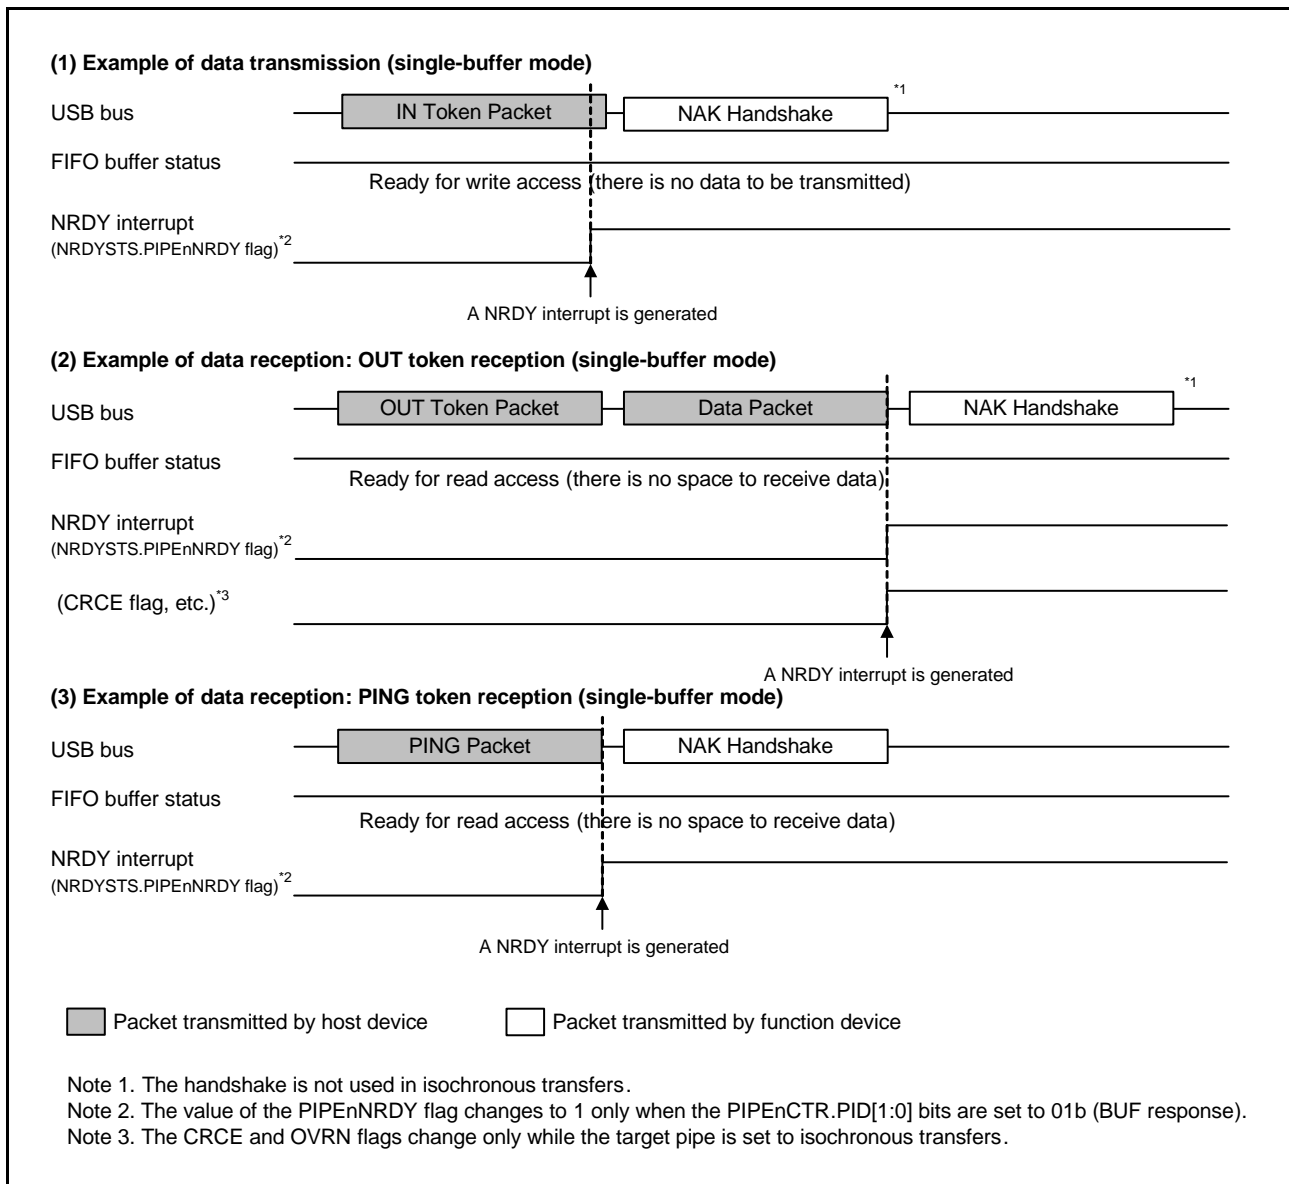 (1) Example of data transmission (single-buffer mode)
USB bus
IN Token Packet
NAK Handshake
*1
FIFO buffer status
Ready for write access (there is no data to be transmitted)
NRDY interrupt
(NRDYSTS.PIPEnNRDY flag)*2
A NRDY interrupt is generated
(2) Example of data reception: OUT token reception (single-buffer mode)
USB bus
OUT Token Packet
Data Packet
NAK Handshake
*1
FIFO buffer status
Ready for read access (there is no space to receive data)
NRDY interrupt
(NRDYSTS.PIPEnNRDY flag)*2
(CRCE flag, etc.)*3
A NRDY interrupt is generated
(3) Example of data reception: PING token reception (single-buffer mode)
USB bus
PING Packet
NAK Handshake
FIFO buffer status
Ready for read access (there is no space to receive data)
NRDY interrupt
(NRDYSTS.PIPEnNRDY flag)*2
A NRDY interrupt is generated
Packet transmitted by host device
Packet transmitted by function device
Note 1. The handshake is not used in isochronous transfers.
Note 2. The value of the PIPEnNRDY flag changes to 1 only when the PIPEnCTR.PID[1:0] bits are set to 01b (BUF response).
Note 3. The CRCE and OVRN flags change only while the target pipe is set to isochronous transfers.